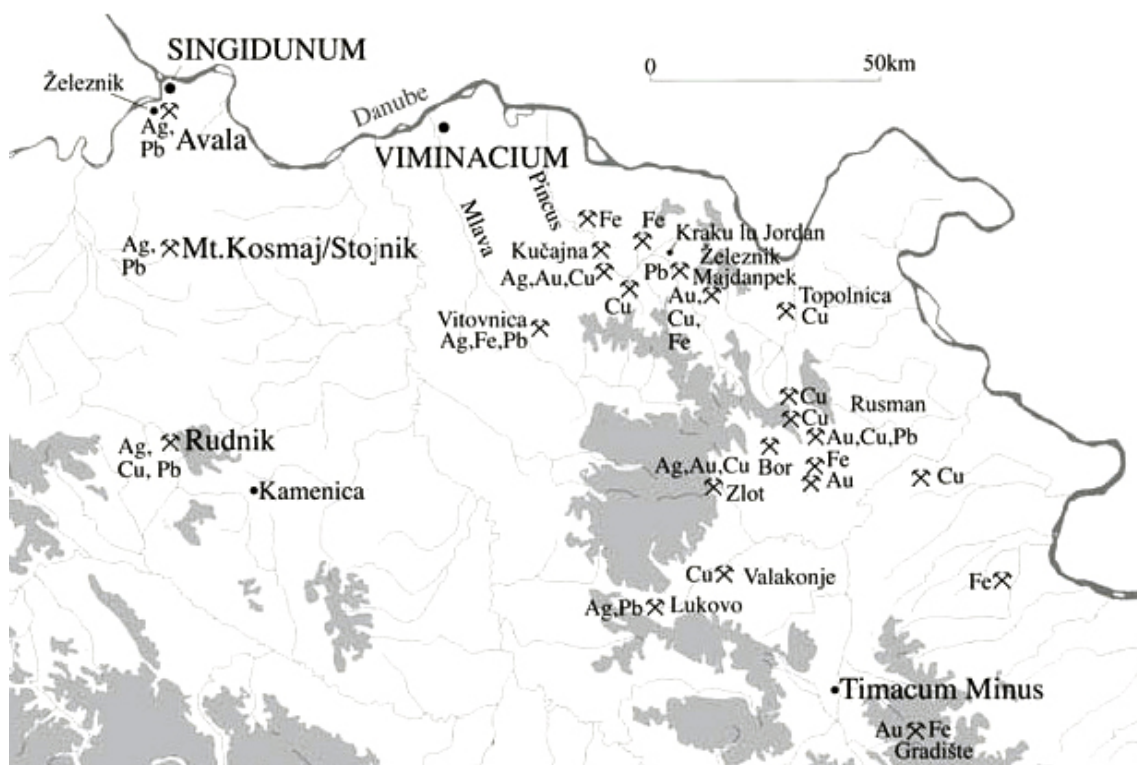 SINGIDUNUM
Železnik
Ag,
Pb
Avala
Danube
VIMINACIUM
0
50km
Mlava
Pincus
Fe
Fe
Kučajna
Kraku lu Jordan
Železnik
Ag,
Pb
Mt.Kosmaj/Stojnik
Ag,Au,Cu
Pb
Majdanpek
Cu
Au,
Cu,
Fe
Topolnica
Cu
Vitovnica
Ag,Fe,Pb
Cu
Rusman
Cu
Ag,
Cu, Pb
Rudnik
Au,Cu,Pb
Ag,Au,Cu
Bor
Fe
Au
Cu
Kamenica
Zlot
Cu
Valakonje
Fe
Ag,Pb
Lukovo
Timacum Minus
Au
Fe
Gradište